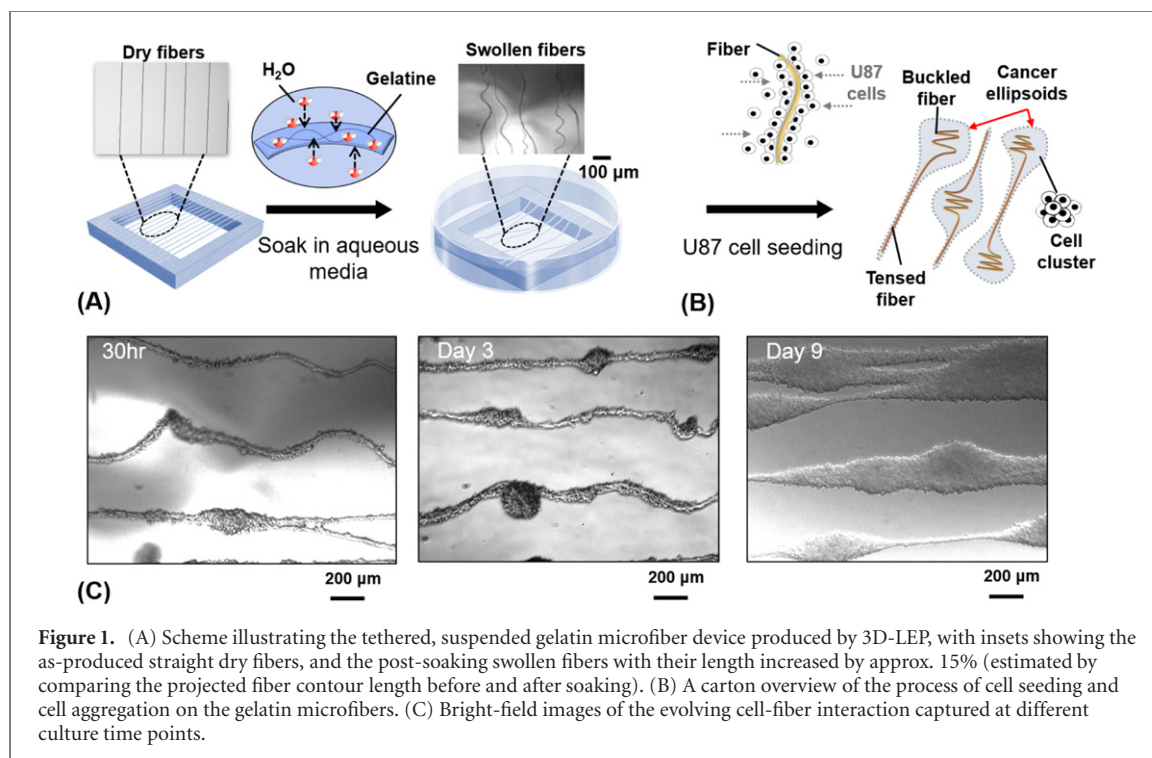 Dry fibers
H₂O
Gelatine
Swollen fibers
100 µm
Soak in aqueous
media
(A)
Fiber
U87
cells
Buckled
fiber
Cancer
ellipsoids
U87 cell seeding
Tensed
fiber
Cell
cluster
(B)
30hr
Day 3
Day 9
200 µm
200 µm
200 µm
(C)
Figure 1. (A) Scheme illustrating the tethered, suspended gelatin microfiber device produced by 3D-LEP, with insets showing the
as-produced straight dry fibers, and the post-soaking swollen fibers with their length increased by approx. 15% (estimated by
comparing the projected fiber contour length before and after soaking). (B) A carton overview of the process of cell seeding and
cell aggregation on the gelatin microfibers. (C) Bright-field images of the evolving cell-fiber interaction captured at different
culture time points.